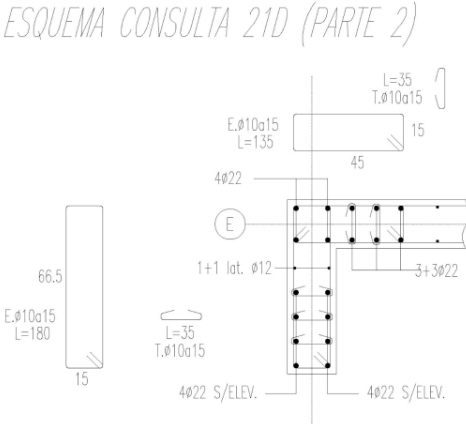 ESQUEMA CONSULTA 21D (PARTE 2)
L=35
T.ø10a15
E.ø10a15
L=135
15
45
4ø22
E
66.5
1+1 lat. ø12
3+3ø22
E.ø10a15
L=180
L=35
T.ø10a15
15
4ø22 S/ELEV.
4ø22 S/ELEV.